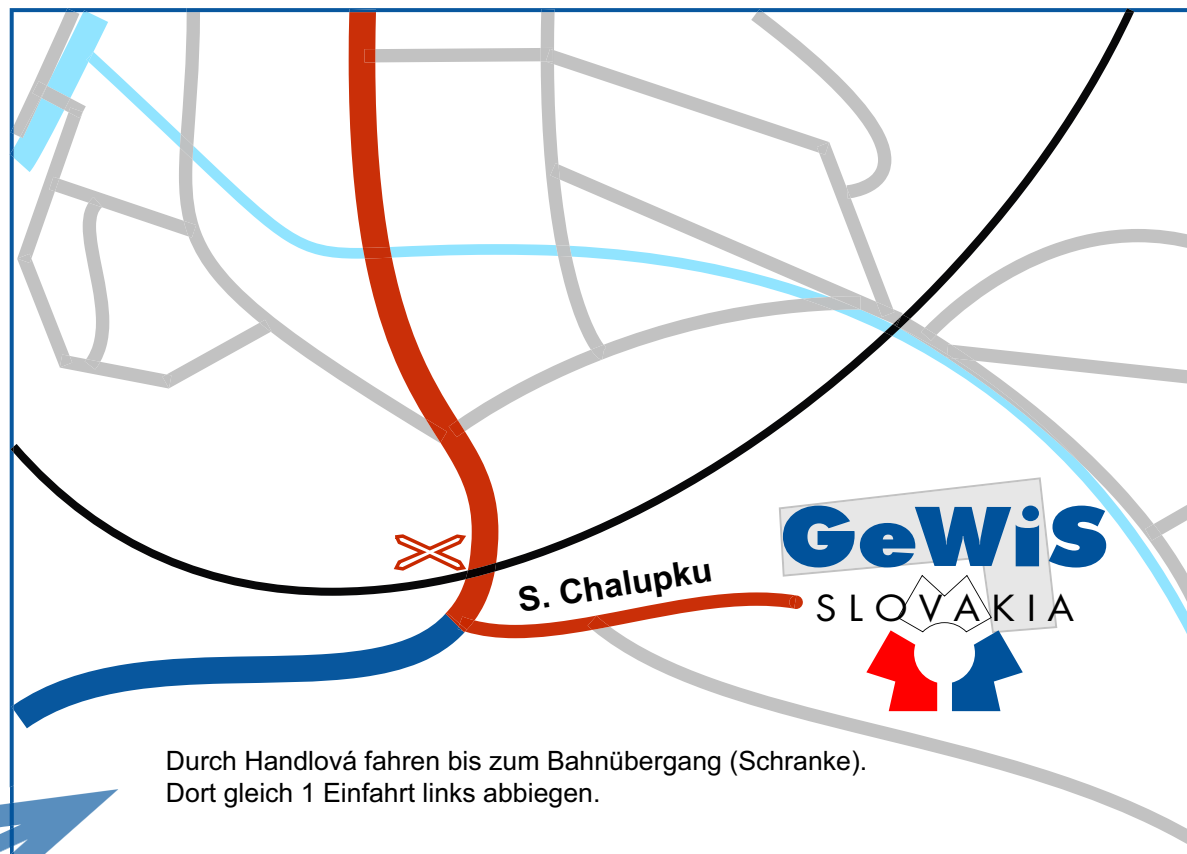 GeWiS
SLOVAKIA
S. Chalupku
Durch Handlová fahren bis zum Bahnübergang (Schranke).
Dort gleich 1 Einfahrt links abbiegen.